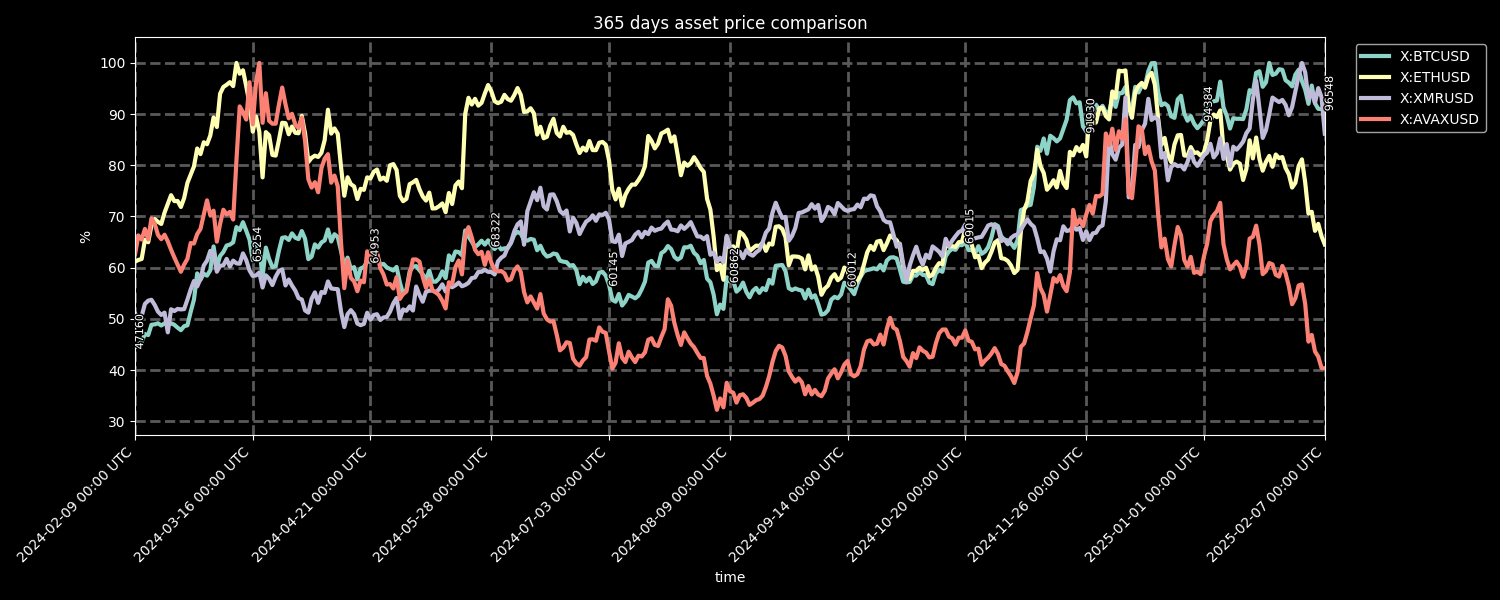 365 days asset price comparison
X:BTCUSD
X:ETHUSD
X:XMRUSD
X:AVAXUSD
%
100
90
80
70
60
50
40
30
47160
65254
64953
68322
60145
60862
60012
69015
91930
94384
96548
2024-02-09 00:00 UTC
2024-03-16 00:00 UTC
2024-04-21 00:00 UTC
2024-05-28 00:00 UTC
2024-07-03 00:00 UTC
2024-08-09 00:00 UTC
2024-09-14 00:00 UTC
2024-10-20 00:00 UTC
2024-11-26 00:00 UTC
2025-01-01 00:00 UTC
2025-02-07 00:00 UTC
time